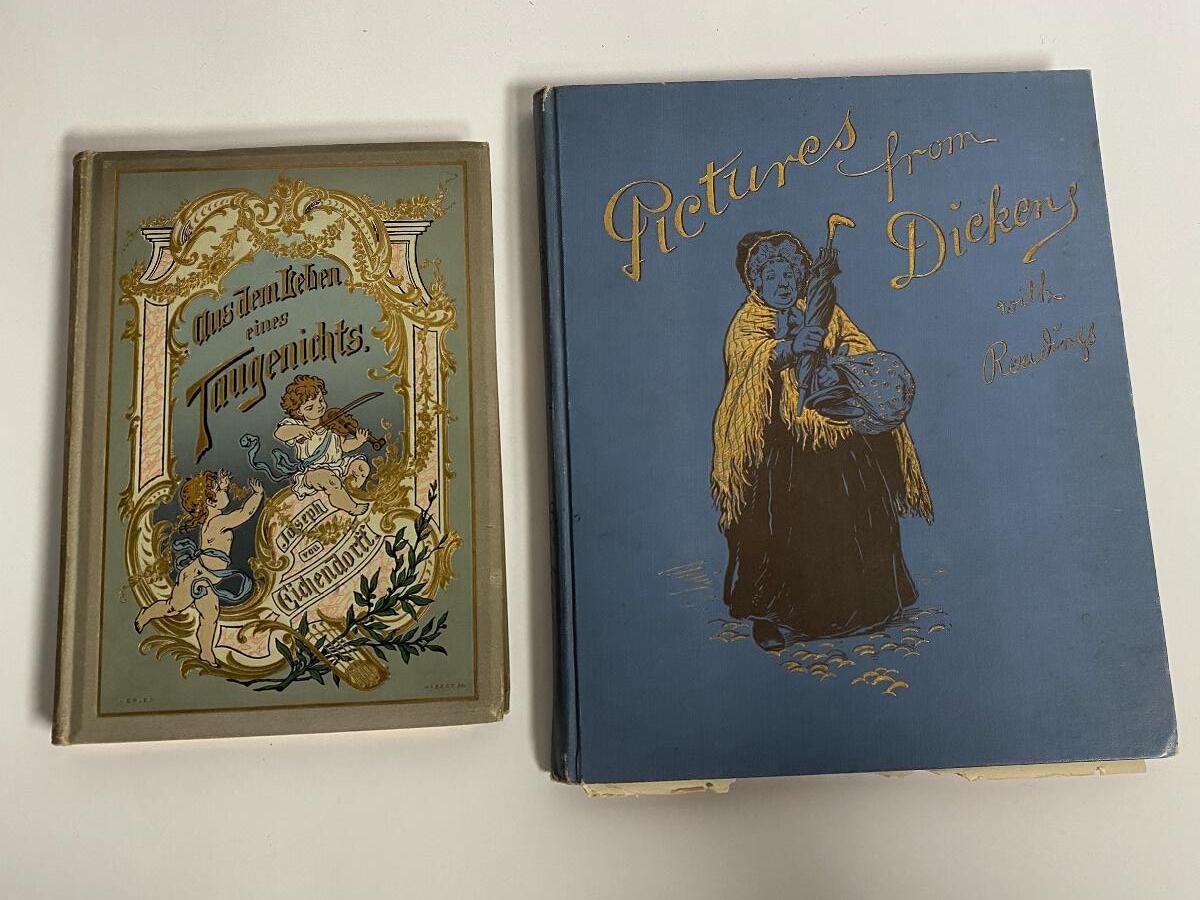 Aus dem Leben
eines
Taugenichts.
Joseph
von
Eichendorff.
Pictures
from
Dickens
with
Readings